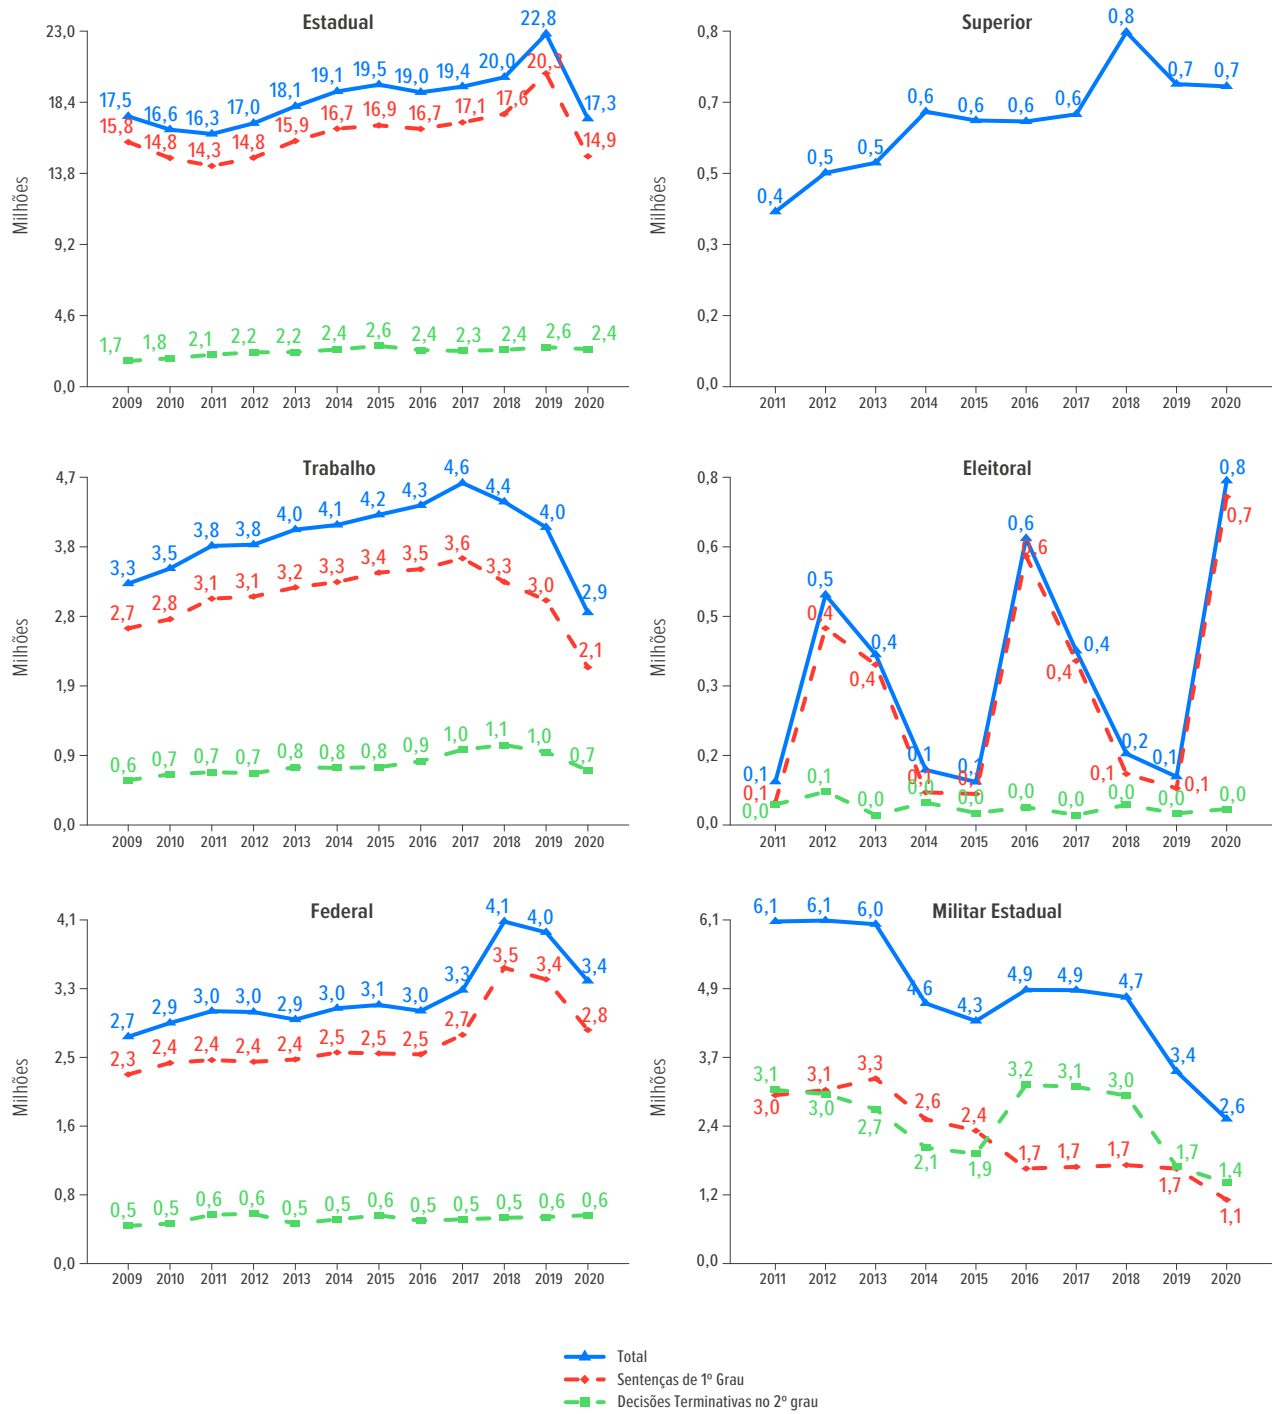 Estadual
Milhões
23,0
18,4
13,8
9,2
4,6
0,0
17,5 16,6 16,3 17,0 18,1 19,1 19,5 19,0 19,4 20,0 22,8 17,3
15,8 14,8 14,3 14,8 15,9 16,7 16,9 16,7 17,1 17,6 20,3 14,9
1,7 1,8 2,1 2,2 2,2 2,4 2,6 2,4 2,3 2,4 2,6 2,4
2009 2010 2011 2012 2013 2014 2015 2016 2017 2018 2019 2020
Superior
Milhões
0,8
0,7
0,5
0,3
0,2
0,0
0,4 0,5 0,5 0,6 0,6 0,6 0,6 0,8 0,7 0,7
2011 2012 2013 2014 2015 2016 2017 2018 2019 2020
Trabalho
Milhões
4,7
3,8
2,8
1,9
0,9
0,0
3,3 3,5 3,8 3,8 4,0 4,1 4,2 4,3 4,6 4,4 4,0 2,9
2,7 2,8 3,1 3,1 3,2 3,3 3,4 3,5 3,6 3,3 3,0 2,1
0,6 0,7 0,7 0,7 0,8 0,8 0,8 0,9 1,0 1,1 1,0 0,7
2009 2010 2011 2012 2013 2014 2015 2016 2017 2018 2019 2020
Eleitoral
Milhões
0,8
0,6
0,5
0,3
0,2
0,0
0,1 0,5 0,4 0,1 0,1 0,6 0,4 0,2 0,1 0,8
0,1 0,4 0,4 0,1 0,1 0,6 0,4 0,1 0,1 0,7
0,0 0,1 0,0 0,0 0,0 0,0 0,0 0,0 0,0 0,0
2011 2012 2013 2014 2015 2016 2017 2018 2019 2020
Federal
Milhões
4,1
3,3
2,5
1,6
0,8
0,0
2,7 2,9 3,0 3,0 2,9 3,0 3,1 3,0 3,3 4,1 4,0 3,4
2,3 2,4 2,4 2,4 2,4 2,5 2,5 2,5 2,7 3,5 3,4 2,8
0,5 0,5 0,6 0,6 0,5 0,5 0,6 0,5 0,5 0,5 0,6 0,6
2009 2010 2011 2012 2013 2014 2015 2016 2017 2018 2019 2020
Militar Estadual
Milhões
6,1
4,9
3,7
2,4
1,2
0,0
6,1 6,1 6,0 4,6 4,3 4,9 4,9 4,7 3,4 2,6
3,0 3,1 3,3 2,6 2,4 1,7 1,7 1,7 1,7 1,1
3,1 3,0 2,7 2,1 1,9 3,2 3,1 3,0 1,7 1,4
2011 2012 2013 2014 2015 2016 2017 2018 2019 2020
Total
Sentenças de 1º Grau
Decisões Terminativas no 2º grau